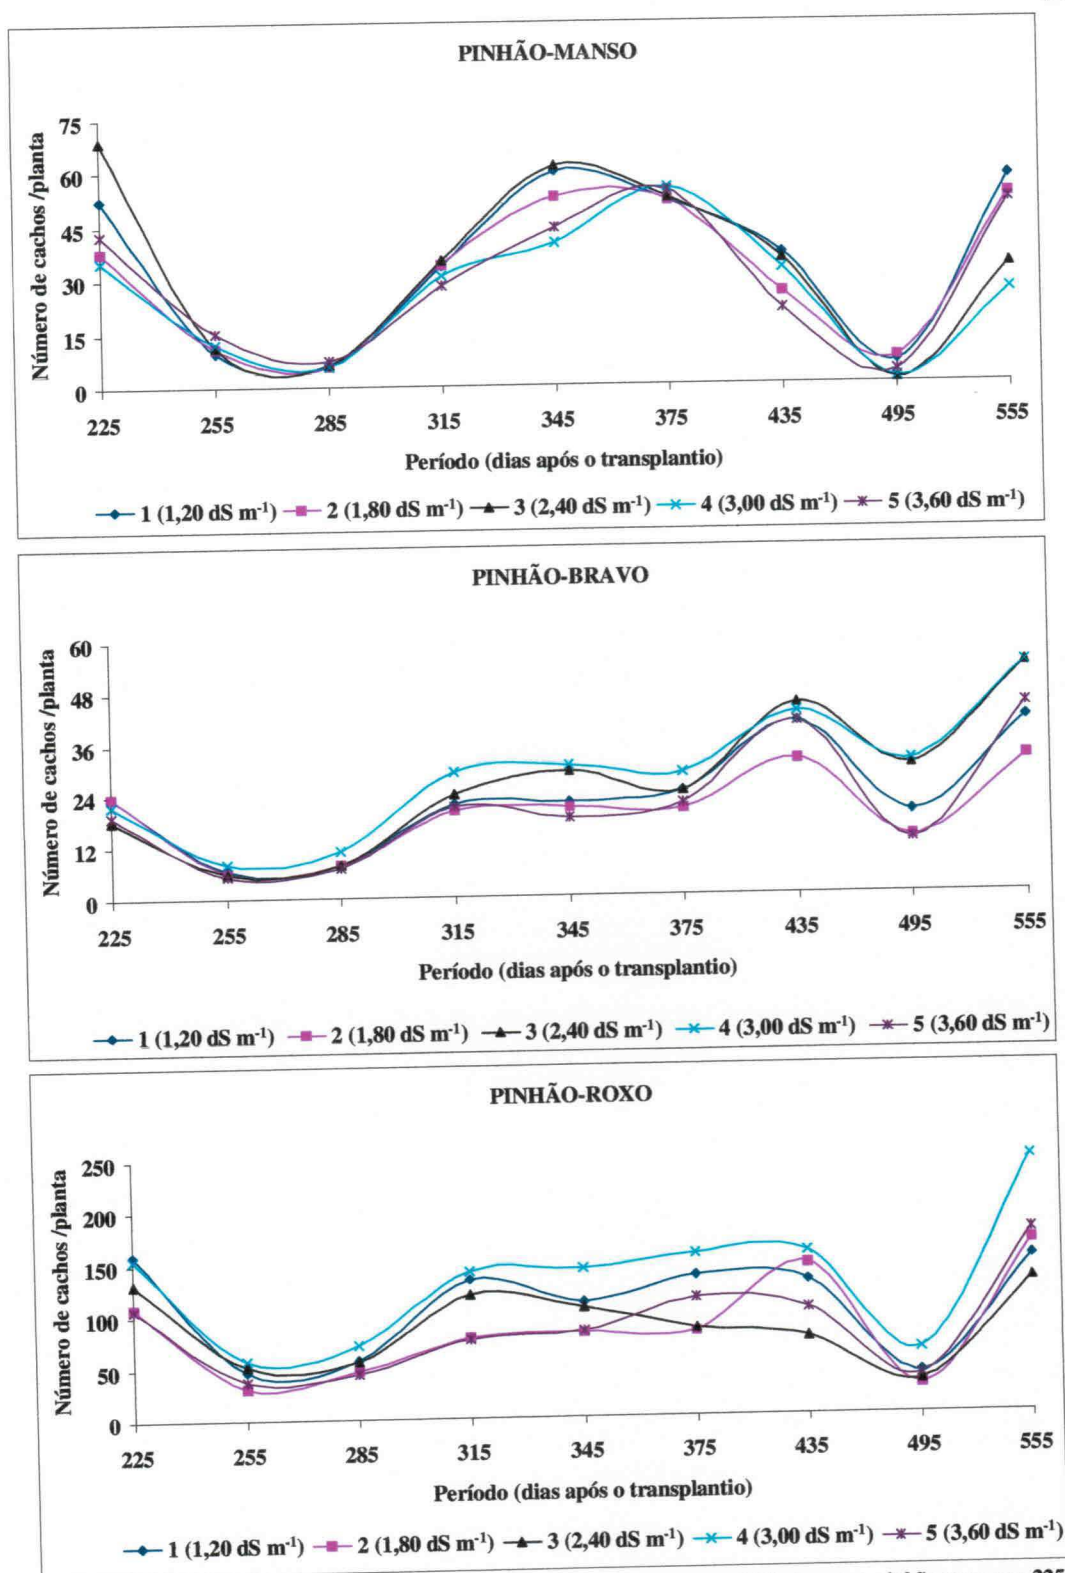 PINHÃO-MANSO
Número de cachos /planta
75
60
45
30
15
0
225 255 285 315 345 375 435 495 555
Período (dias após o transplantio)
1 (1,20 dS m⁻¹) 2 (1,80 dS m⁻¹) 3 (2,40 dS m⁻¹) 4 (3,00 dS m⁻¹) 5 (3,60 dS m⁻¹)
PINHÃO-BRAVO
Número de cachos /planta
60
48
36
24
12
0
225 255 285 315 345 375 435 495 555
Período (dias após o transplantio)
1 (1,20 dS m⁻¹) 2 (1,80 dS m⁻¹) 3 (2,40 dS m⁻¹) 4 (3,00 dS m⁻¹) 5 (3,60 dS m⁻¹)
PINHÃO-ROXO
Número de cachos /planta
250
200
150
100
50
0
225 255 285 315 345 375 435 495 555
Período (dias após o transplantio)
1 (1,20 dS m⁻¹) 2 (1,80 dS m⁻¹) 3 (2,40 dS m⁻¹) 4 (3,00 dS m⁻¹) 5 (3,60 dS m⁻¹)